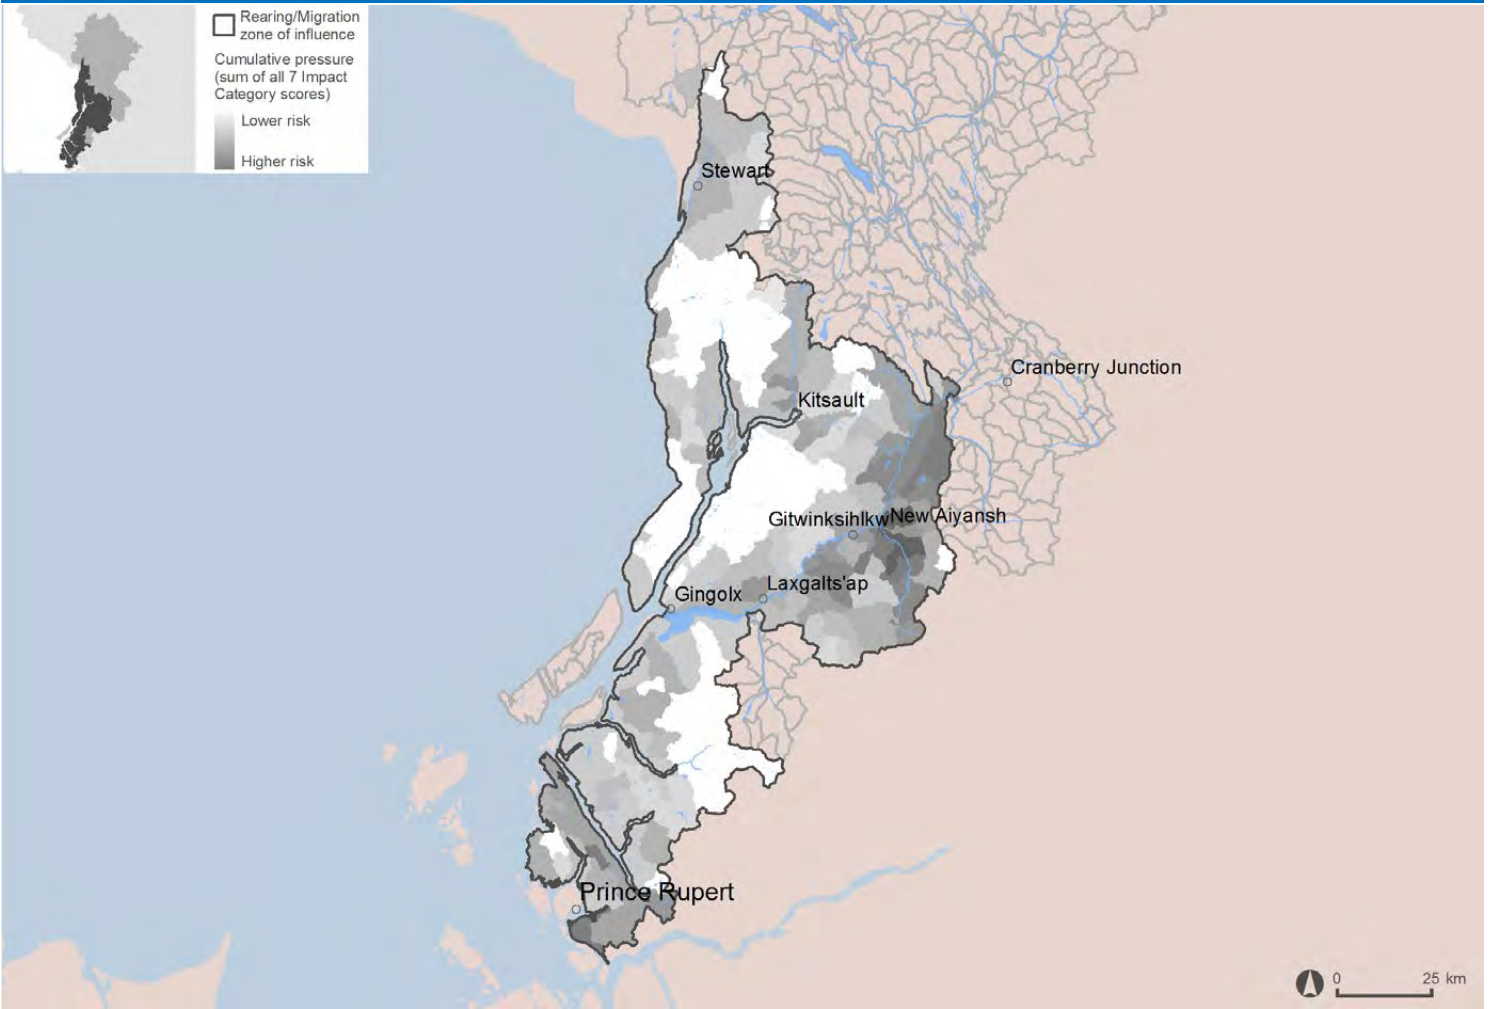 Rearing/Migration
zone of influence
Cumulative pressure
(sum of all 7 Impact
Category scores)
Lower risk
Higher risk
Stewart
Cranberry Junction
Kitsault
Gitwinksihlkw
New Aiyansh
Laxgalts'ap
Gingolx
Prince Rupert
0 25 km